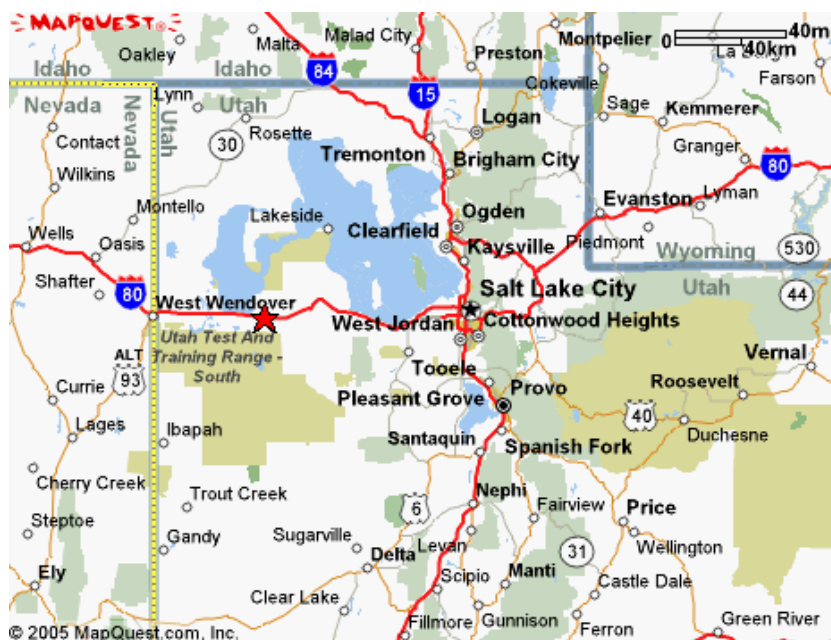 MAPQUEST
Oakley
Malta
Malad City
Preston
Montpelier
0 40m
40km
Farson
Idaho
Idaho
84
15
Cokeville
Nevada
Nevada
Utah
Lynn
Utah
Rosette
Logan
Sage
Kemmerer
Contact
30
Tremonton
Brigham City
Granger
80
Wilkins
Montello
Lakeside
Ogden
Evanston
Lyman
Clearfield
Kaysville
Piedmont
Wyoming
530
Wells
Oasis
Shafter
80
West Wendover
Salt Lake City
Utah
44
West Jordan
Cottonwood Heights
Utah Test And
Training Range -
South
ALT
93
Tooele
Vernal
Currie
Pleasant Grove
Provo
Roosevelt
40
Lages
Ibapah
Santaquin
Spanish Fork
Duchesne
Cherry Creek
Trout Creek
Nephi
6
Fairview
Price
Steptoe
Gandy
Sugarville
Levan
31
Wellington
Ely
Delta
Scipio
Manti
Castle Dale
Clear Lake
Fillmore
Gunnison
Ferron
Green River
© 2005 MapQuest.com, Inc.